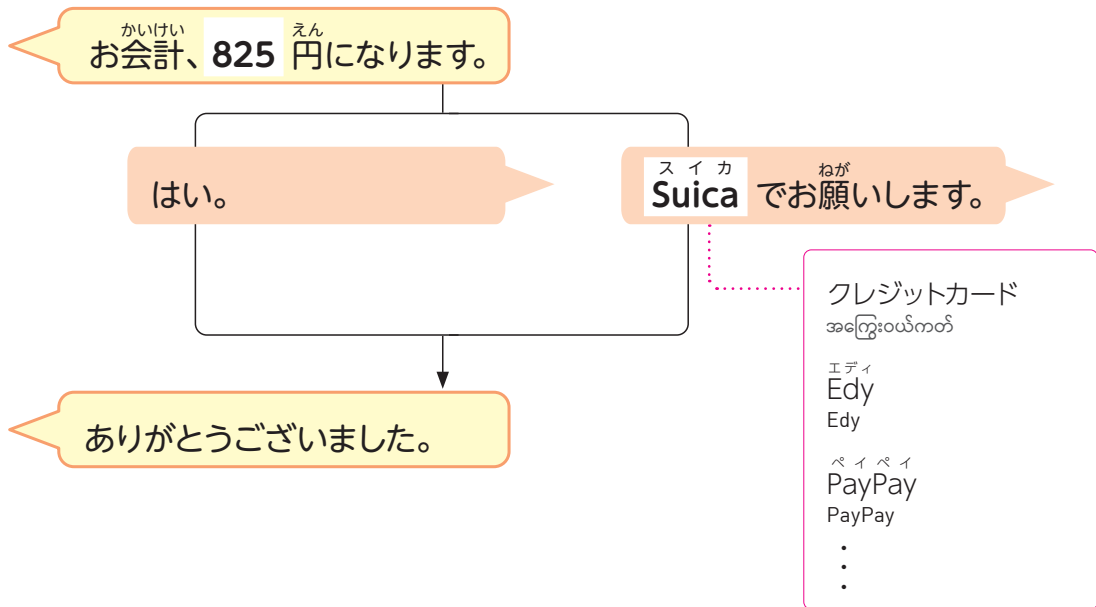 かいけい えん
お会計、825 円になります。
はい。
スイカ ねが
Suica でお願いします。
クレジットカード
အကြွေးဝယ်ကတ်
エディ
Edy
Edy
ペイペイ
PayPay
PayPay
・
・
・
ありがとうございました。